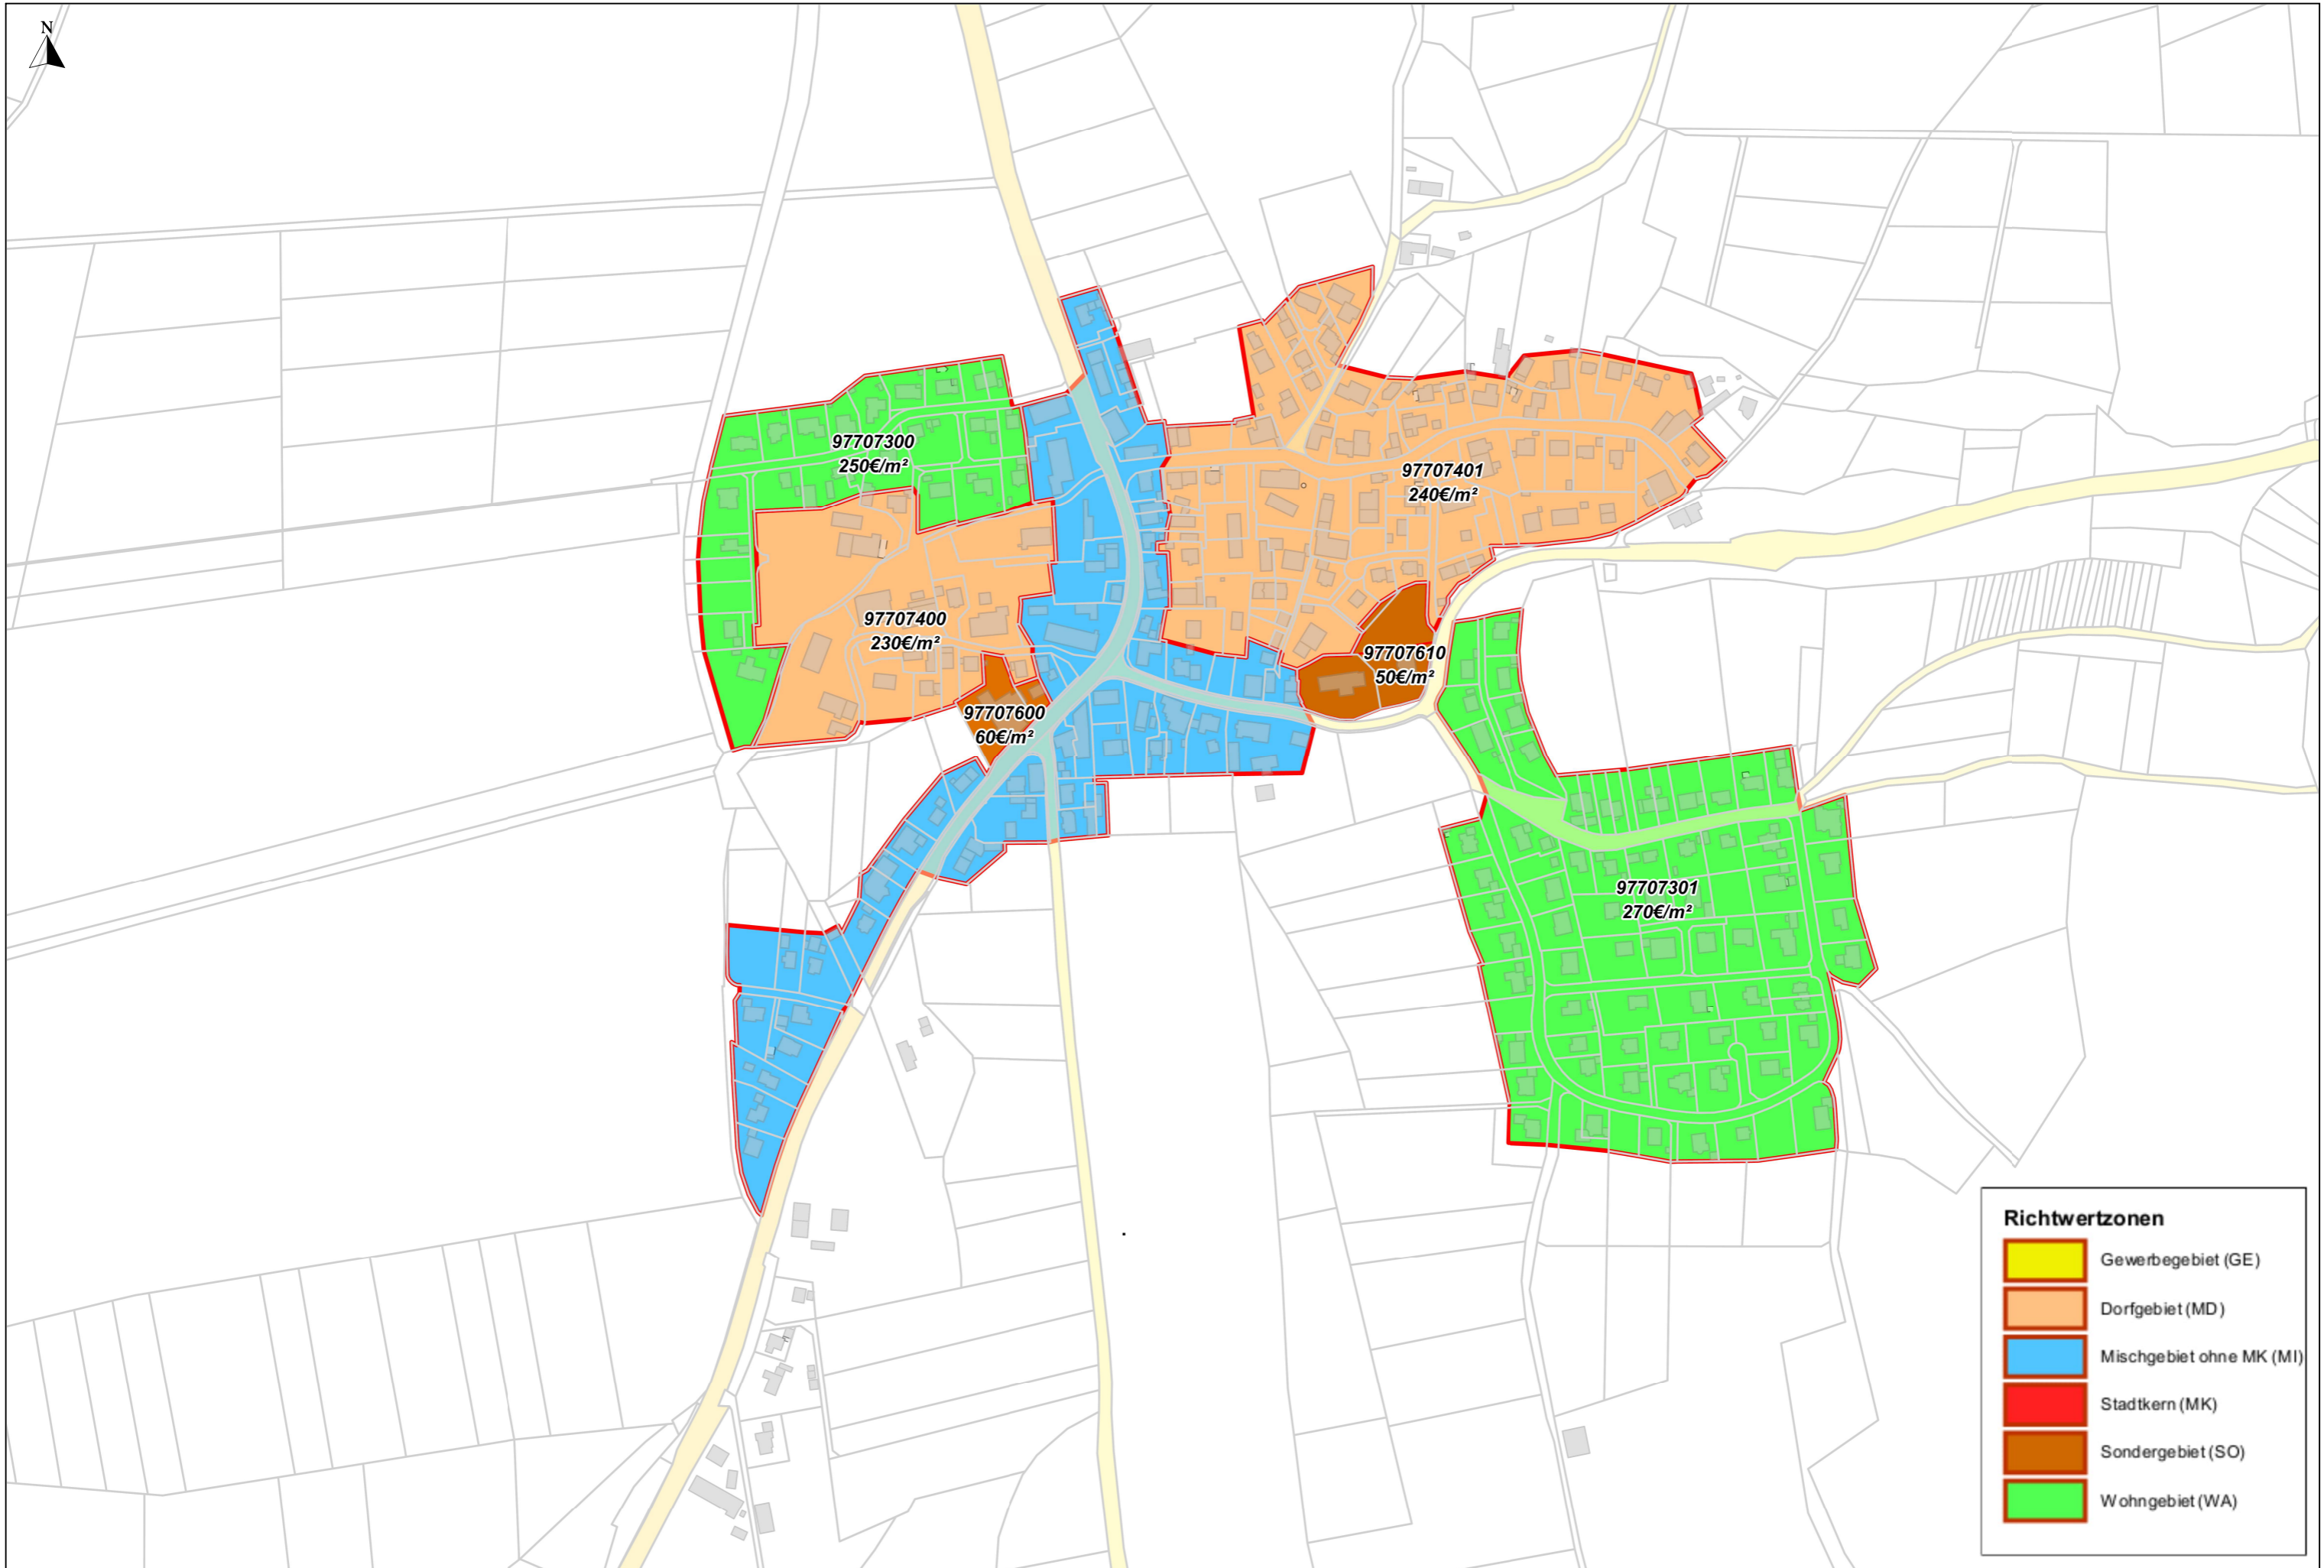 N
97707300
250€/m²
97707401
240€/m²
97707400
230€/m²
97707610
50€/m²
97707600
60€/m²
97707301
270€/m²
Richtwertzonen
Gewerbegebiet (GE)
Dorfgebiet (MD)
Mischgebiet ohne MK (MI)
Stadtkern (MK)
Sondergebiet (SO)
Wohngebiet (WA)